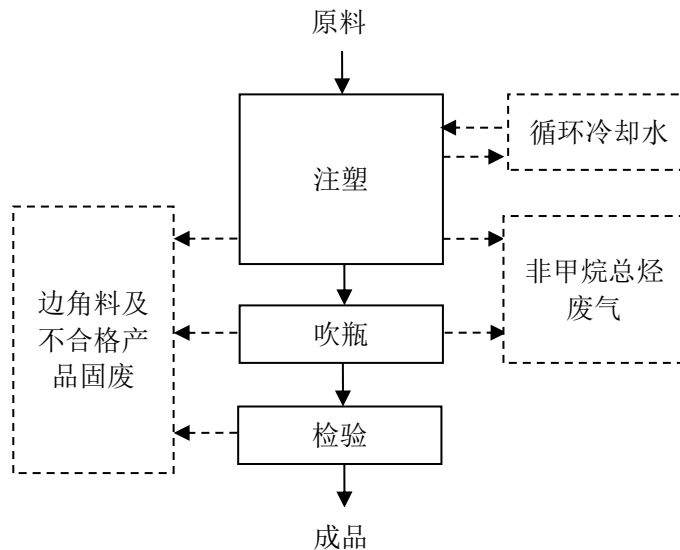 原料
注塑
循环冷却水
边角料及
不合格产
品固废
非甲烷总烃
废气
吹瓶
检验
成品